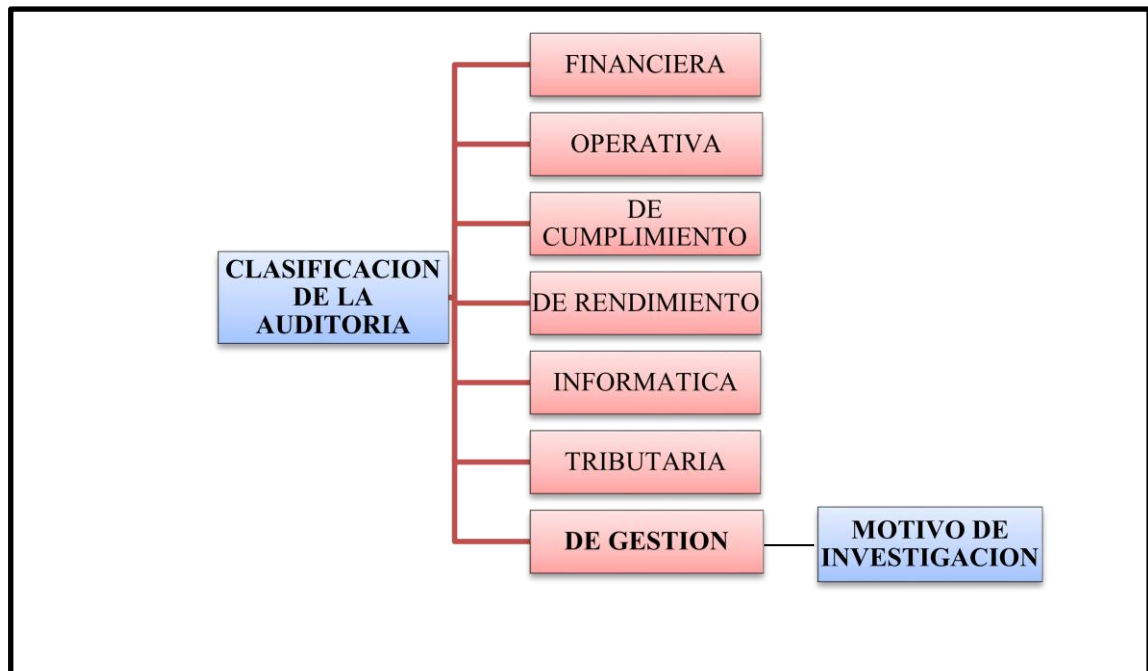 FINANCIERA
OPERATIVA
DE
CUMPLIMIENTO
CLASIFICACION
DE LA
AUDITORIA
DE RENDIMIENTO
INFORMATICA
TRIBUTARIA
DE GESTION
MOTIVO DE
INVESTIGACION